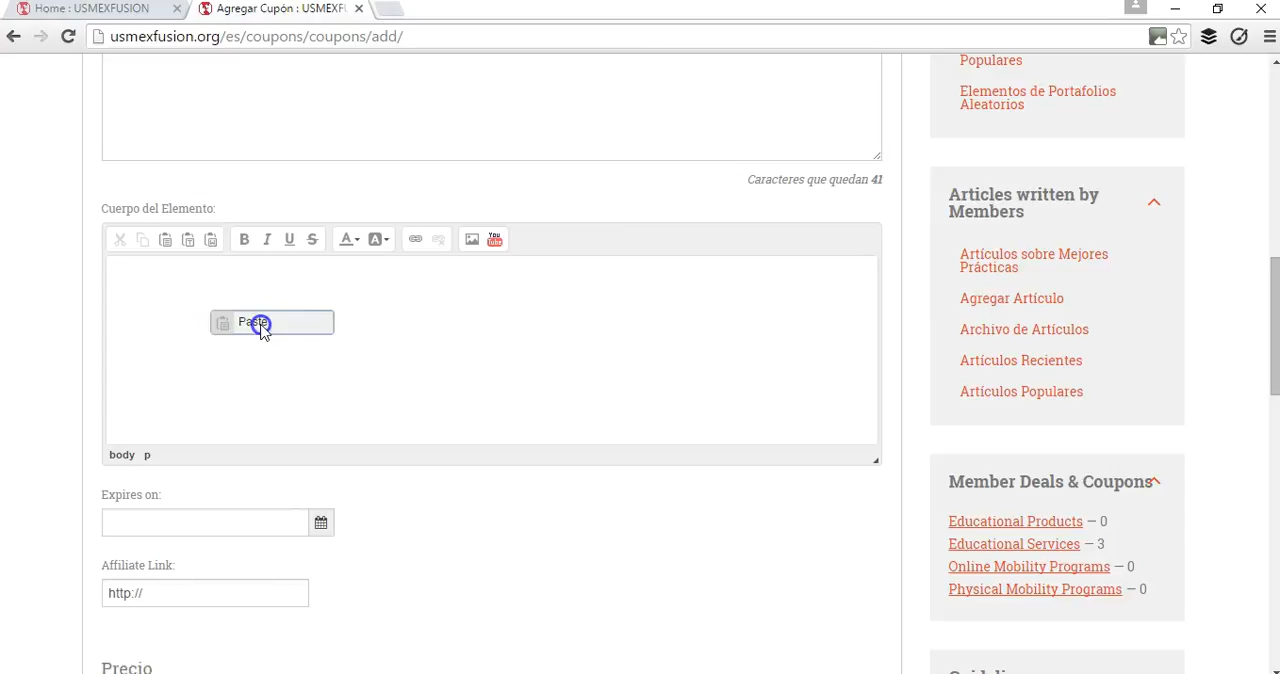 Home : USMEXFUSION
Agregar Cupón : USMEXFU
usmexfusion.org/es/coupons/coupons/add/
Populares
Elementos de Portafolios
Aleatorios
Caracteres que quedan 41
Cuerpo del Elemento:
B I U S A A You Tube
Paste
body p
Expires on:
Affiliate Link:
http://
Precio
Articles written by
Members
Artículos sobre Mejores
Prácticas
Agregar Artículo
Archivo de Artículos
Artículos Recientes
Artículos Populares
Member Deals & Coupons
Educational Products — 0
Educational Services — 3
Online Mobility Programs — 0
Physical Mobility Programs — 0